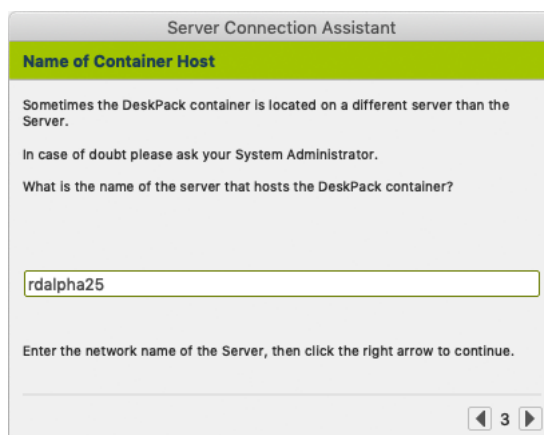 Server Connection Assistant
Name of Container Host
Sometimes the DeskPack container is located on a different server than the
Server.
In case of doubt please ask your System Administrator.
What is the name of the server that hosts the DeskPack container?
rdalpha25
Enter the network name of the Server, then click the right arrow to continue.
3